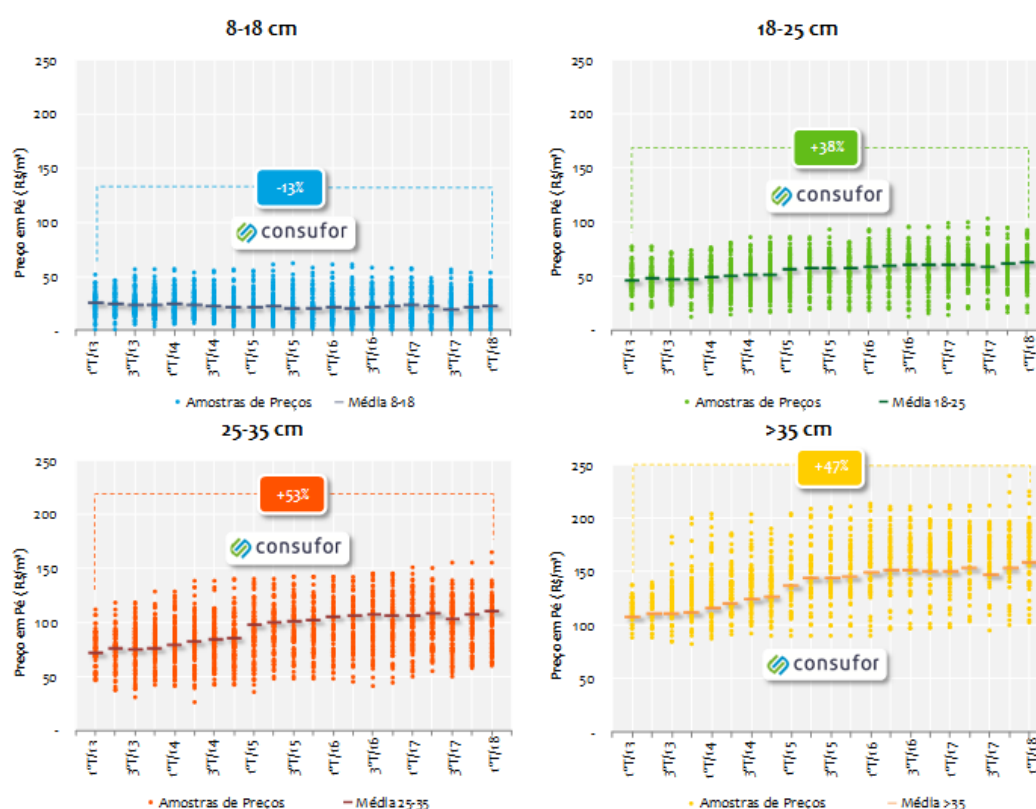 8-18 cm
250
200
150
100
50
-
Preço em Pé (R$/m³)
-13%
consufor
1ºT/13
3ºT/13
1ºT/14
3ºT/14
1ºT/15
3ºT/15
1ºT/16
3ºT/16
1ºT/17
3ºT/17
1ºT/18
Amostras de Preços
Média 8-18
18-25 cm
250
200
150
100
50
-
Preço em Pé (R$/m³)
+38%
consufor
1ºT/13
3ºT/13
1ºT/14
3ºT/14
1ºT/15
3ºT/15
1ºT/16
3ºT/16
1ºT/17
3ºT/17
1ºT/18
Amostras de Preços
Média 18-25
25-35 cm
250
200
150
100
50
-
Preço em Pé (R$/m³)
+53%
consufor
1ºT/13
3ºT/13
1ºT/14
3ºT/14
1ºT/15
3ºT/15
1ºT/16
3ºT/16
1ºT/17
3ºT/17
1ºT/18
Amostras de Preços
Média 25-35
>35 cm
250
200
150
100
50
-
Preço em Pé (R$/m³)
+47%
consufor
1ºT/13
3ºT/13
1ºT/14
3ºT/14
1ºT/15
3ºT/15
1ºT/16
3ºT/16
1ºT/17
3ºT/17
1ºT/18
Amostras de Preços
Média >35